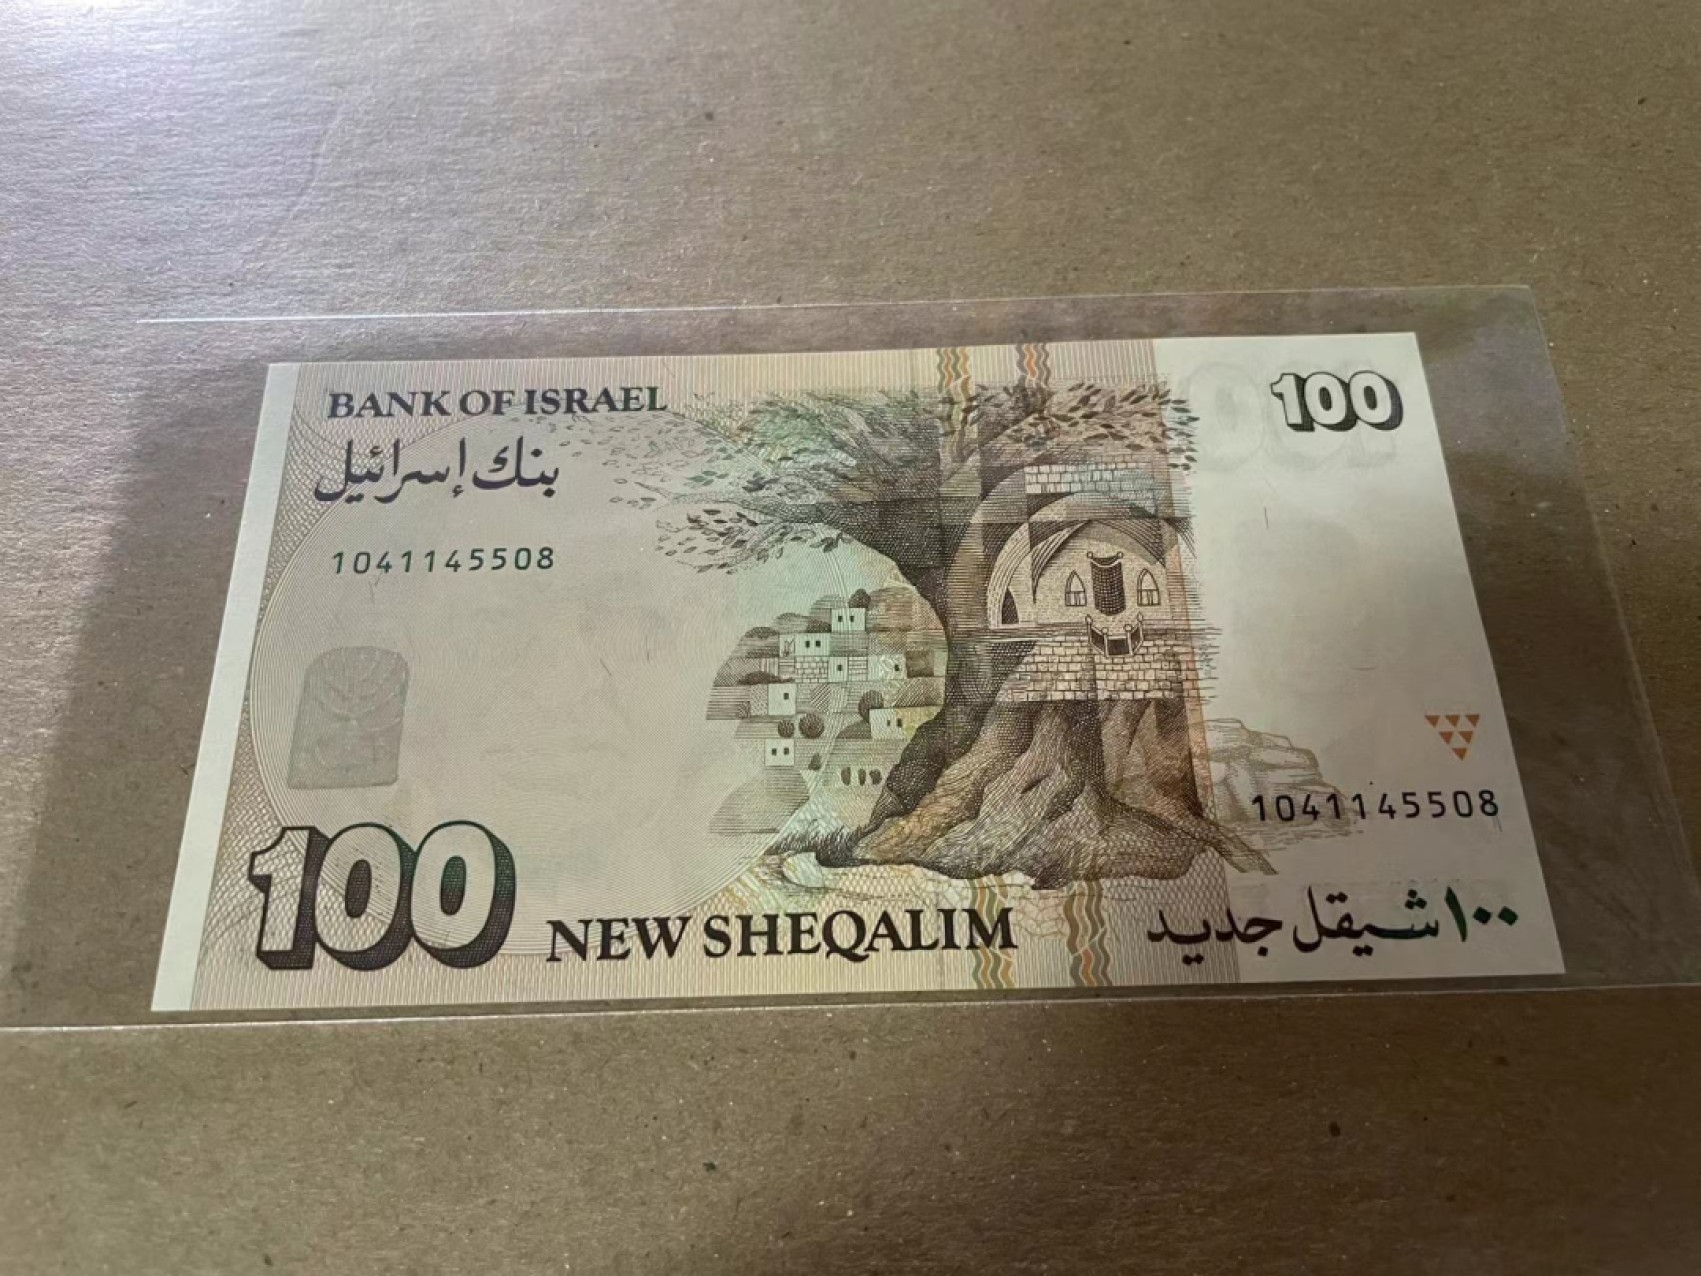 BANK OF ISRAEL
100
بنك إسرائيل
1041145508
1041145508
100
NEW SHEQALIM
١٠٠ شيقل جديد